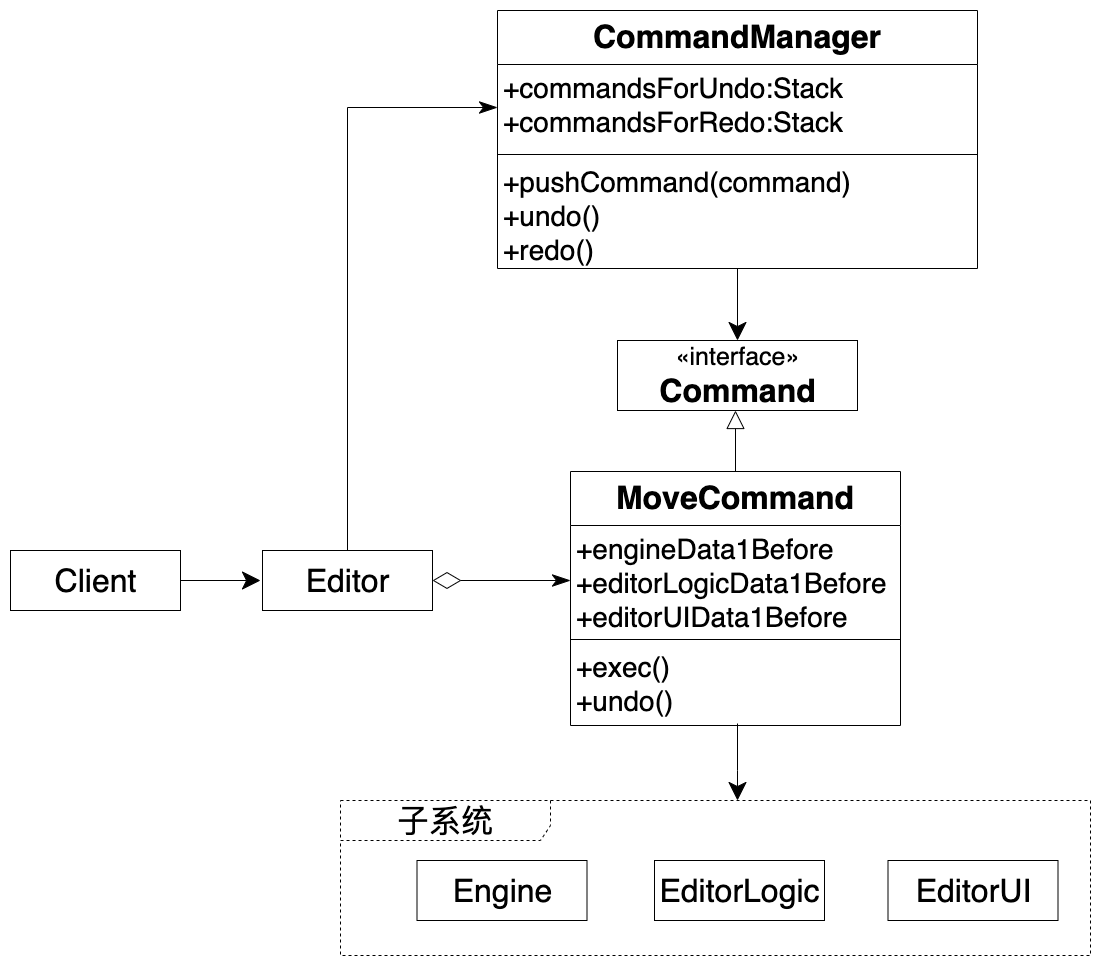 CommandManager
+commandsForUndo:Stack
+commandsForRedo:Stack
+pushCommand(command)
+undo()
+redo()
«interface»
Command
MoveCommand
+engineData1Before
+editorLogicData1Before
+editorUIData1Before
+exec()
+undo()
Client
Editor
子系统
Engine
EditorLogic
EditorUI